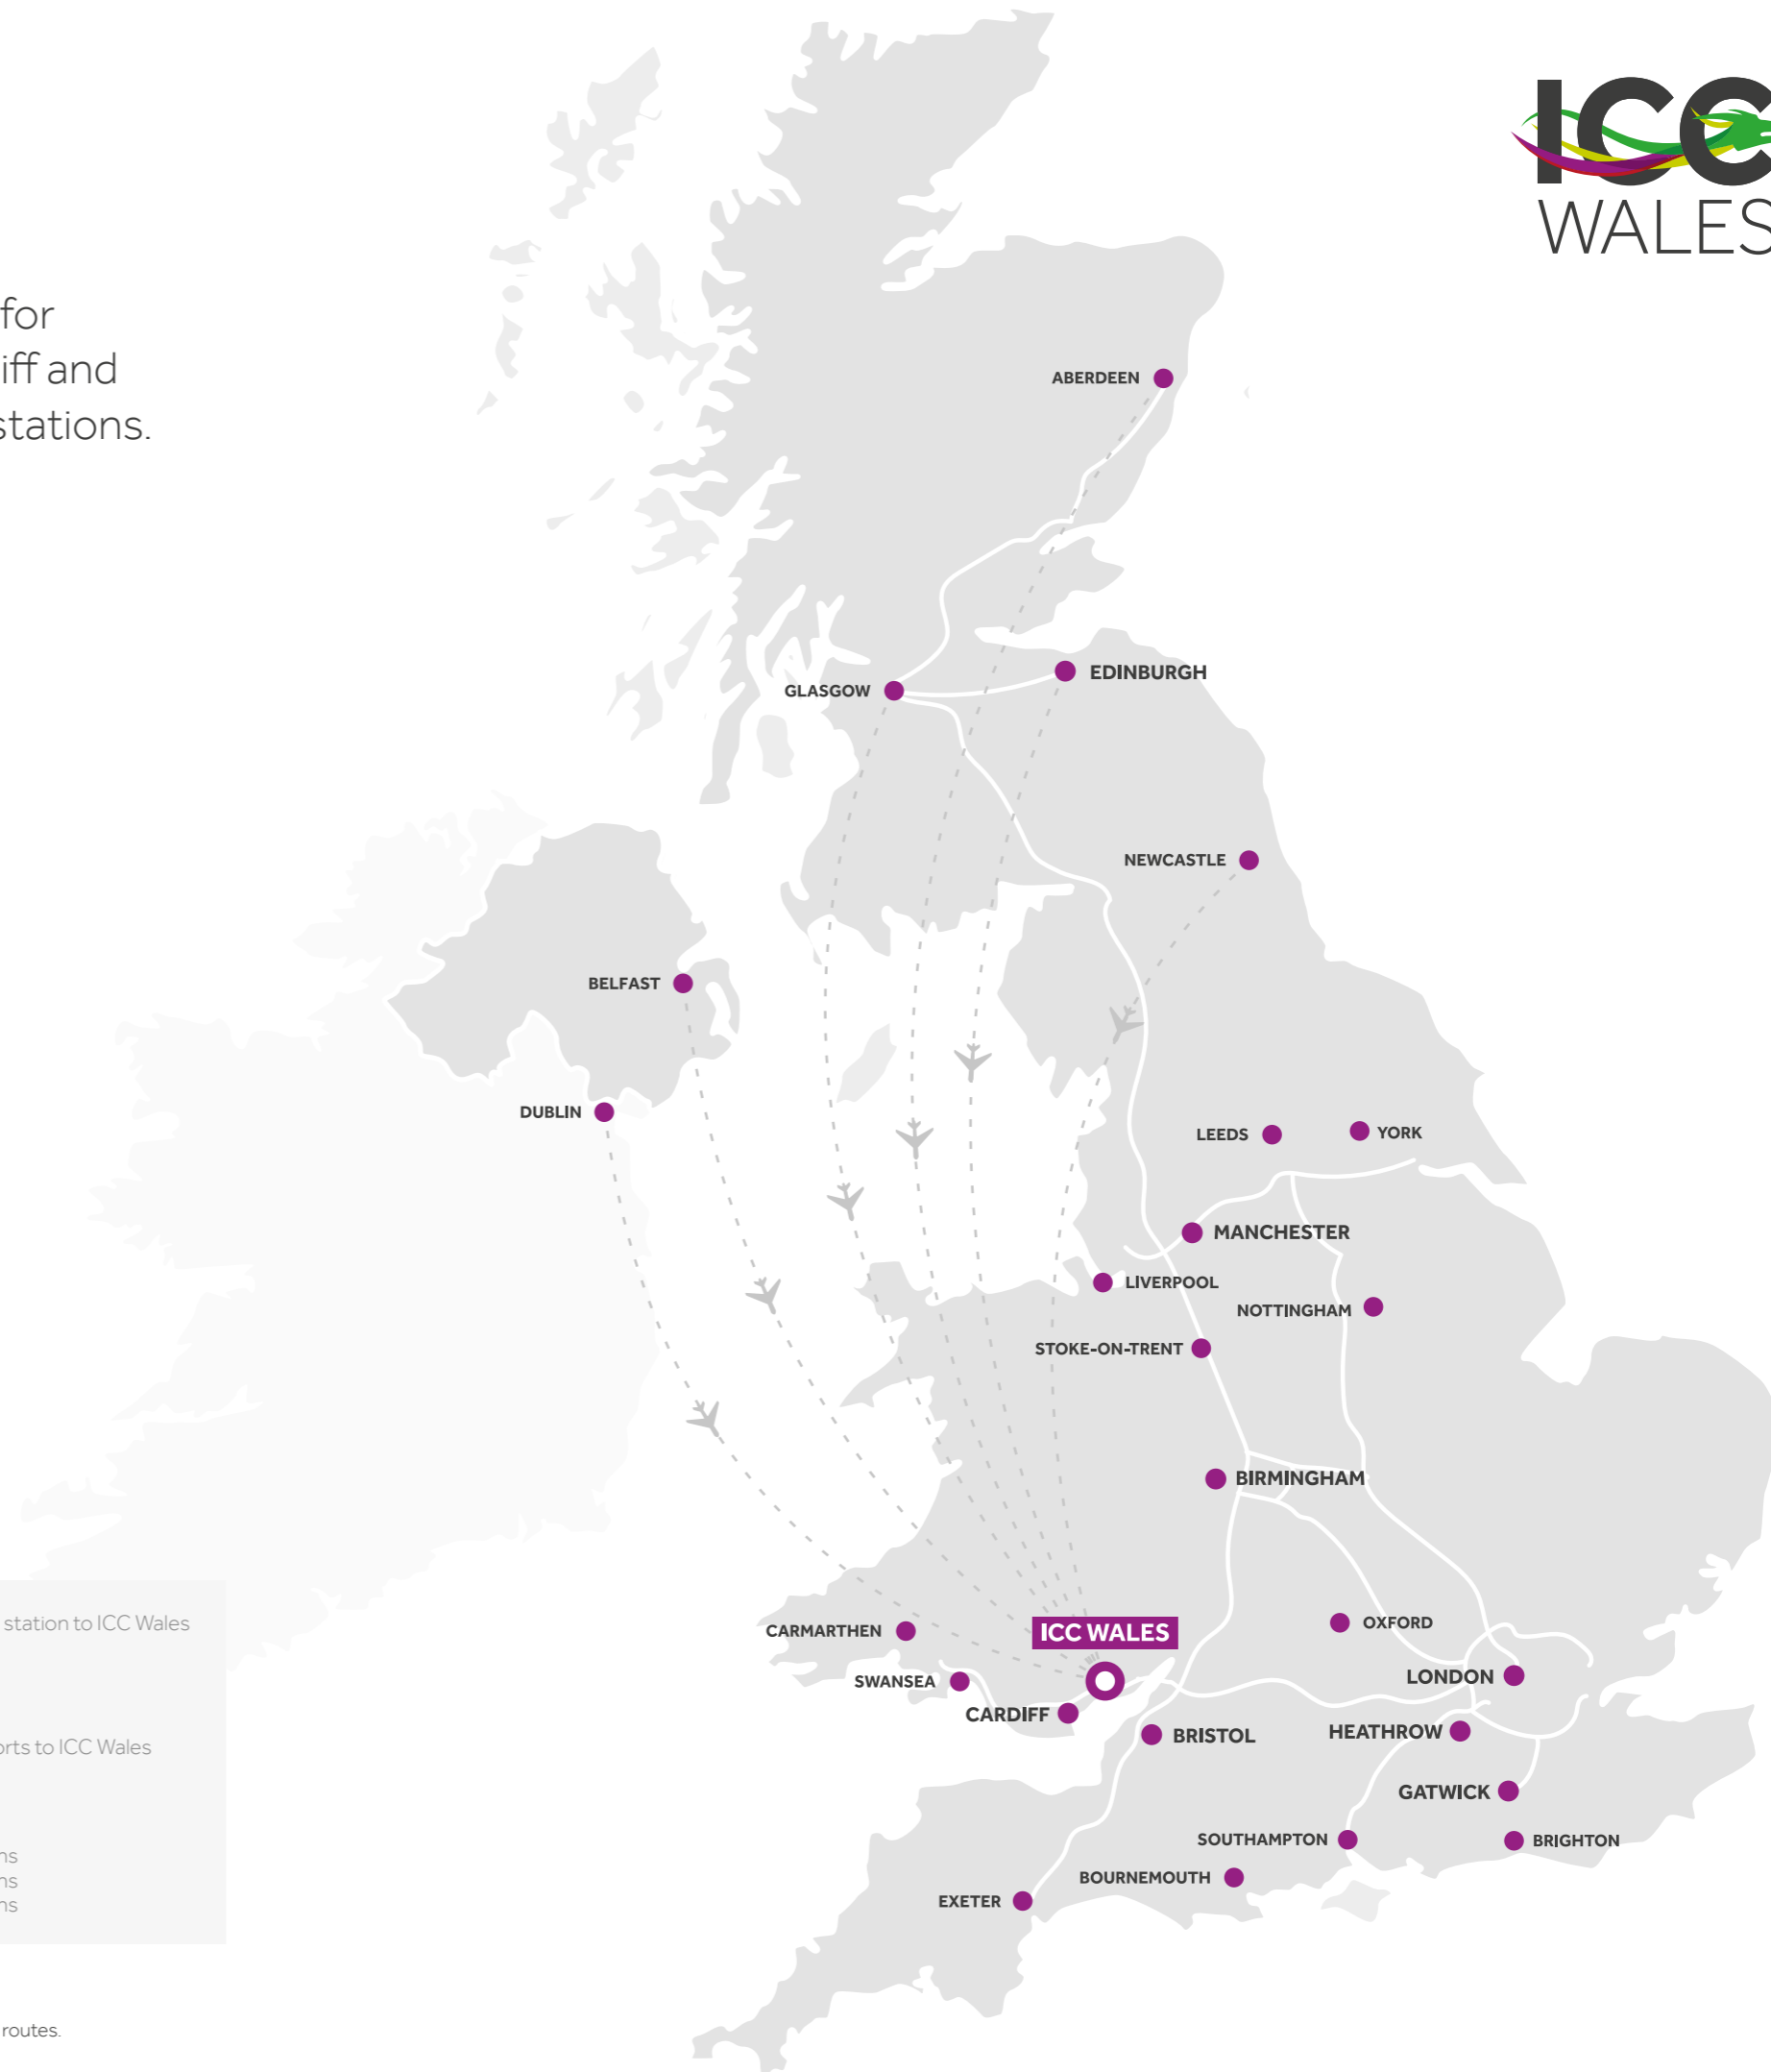 ICC
WALES
for
iff and
stations.
ABERDEEN
EDINBURGH
GLASGOW
NEWCASTLE
BELFAST
DUBLIN
LEEDS
YORK
MANCHESTER
LIVERPOOL
NOTTINGHAM
STOKE-ON-TRENT
BIRMINGHAM
station to ICC Wales
CARMARTHEN
ICC WALES
OXFORD
SWANSEA
LONDON
CARDIFF
BRISTOL
HEATHROW
orts to ICC Wales
GATWICK
SOUTHAMPTON
BRIGHTON
BOURNEMOUTH
EXETER
ns
ns
ns
routes.